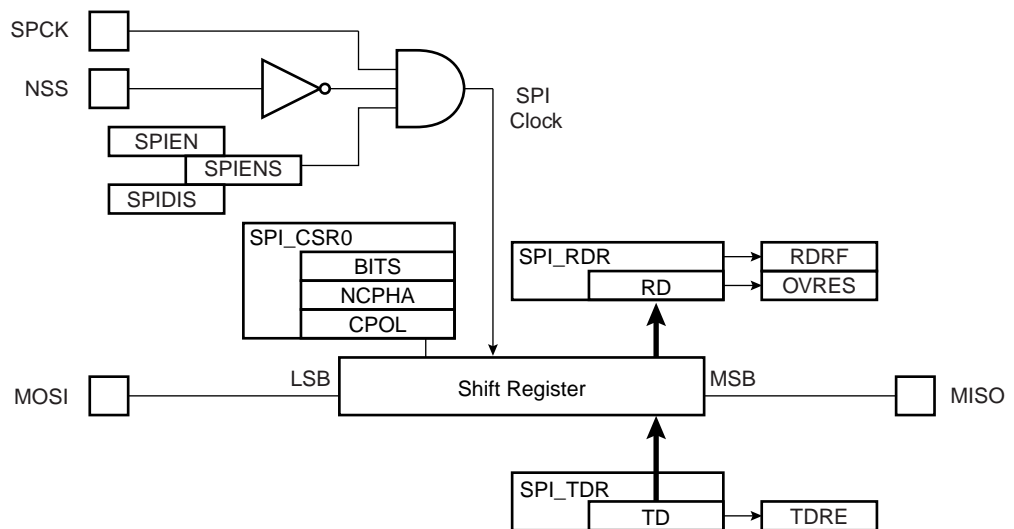 SPCK
NSS
SPI
Clock
SPIEN
SPIENS
SPIDIS
SPI_CSR0
BITS
NCPHA
CPOL
SPI_RDR
RD
RDRF
OVRES
MOSI
LSB
Shift Register
MSB
MISO
SPI_TDR
TD
TDRE